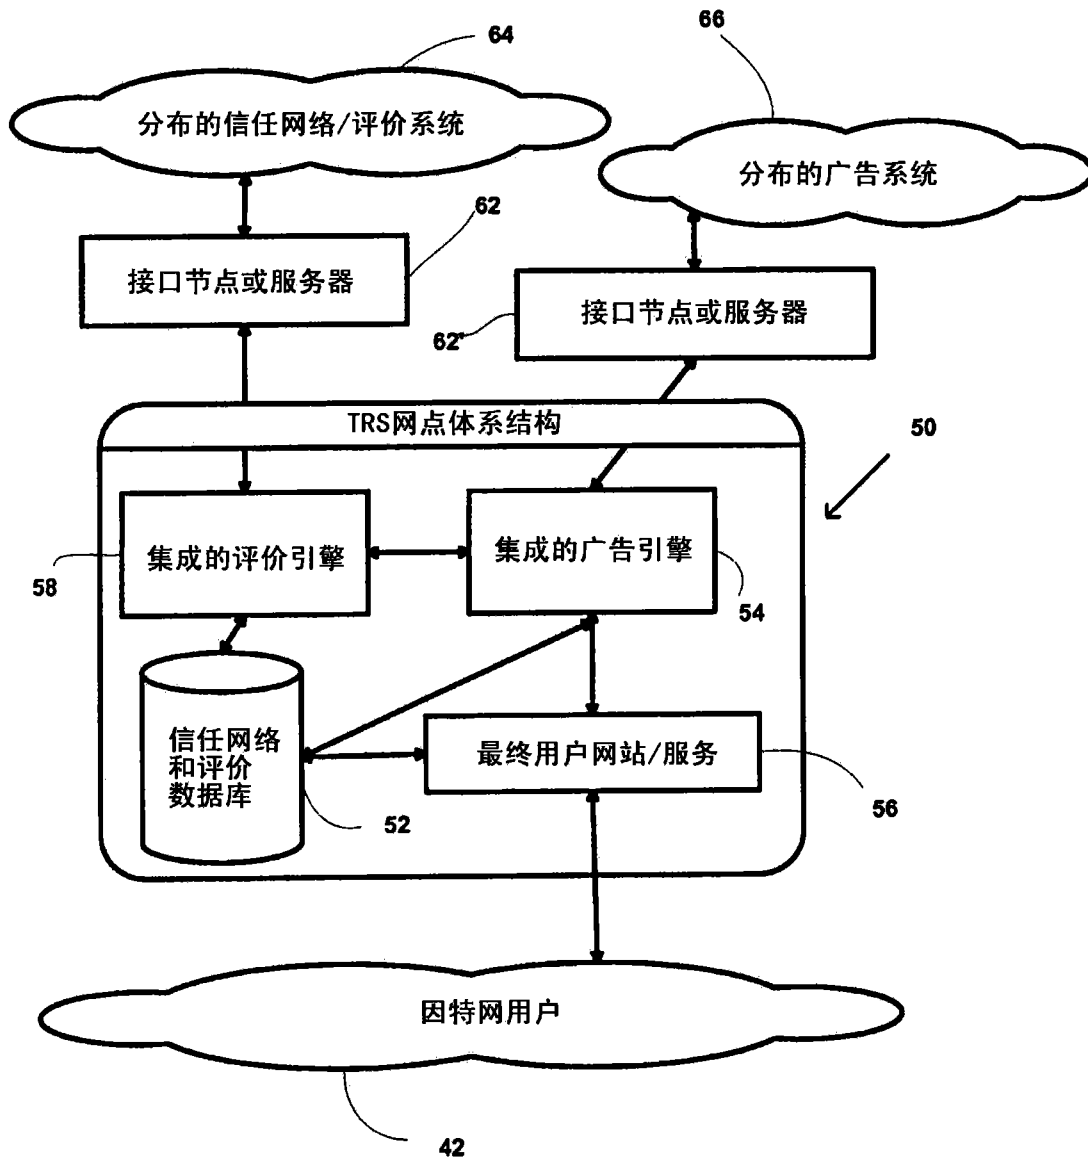 66
64
分布的信任网络/评价系统
分布的广告系统
62
接口节点或服务器
接口节点或服务器
62'
TRS网点体系结构
50
集成的评价引擎
集成的广告引擎
58
54
信任网络
和评价
数据库
最终用户网站/服务
52
56
因特网用户
42